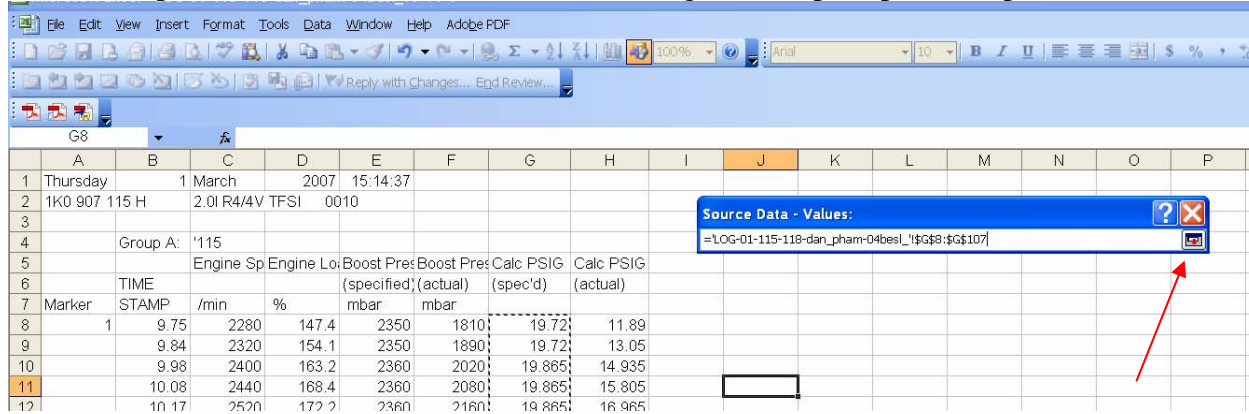 File Edit View Insert Format Tools Data Window Help Adobe PDF
100% Arial 10 B I U $ % ,
Reply with Changes... End Review...
G8 fx
A B C D E F G H I J K L M N O P
1 Thursday 1 March 2007 15:14:37
2 1K0 907 115 H 2.0l R4/4V TFSI 0010
3
4 Group A: '115
5 Engine Sp Engine Loa Boost Pres Boost Pres Calc PSIG Calc PSIG
6 TIME (specified) (actual) (spec'd) (actual)
7 Marker STAMP /min % mbar mbar
8 1 9.75 2280 147.4 2350 1810 19.72 11.89
9 9.84 2320 154.1 2350 1890 19.72 13.05
10 9.98 2400 163.2 2360 2020 19.865 14.935
11 10.08 2440 168.4 2360 2080 19.865 15.805
12 10.17 2520 172.2 2360 2160 19.865 16.965
Source Data - Values:
='LOG-01-115-118-dan_pham-04besl_'!$G$8:$G$107